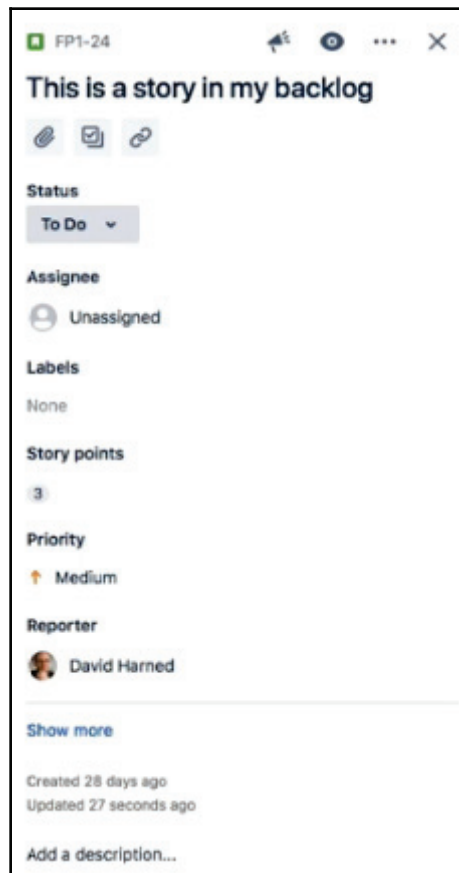 FP1-24
This is a story in my backlog
Status
To Do
Assignee
Unassigned
Labels
None
Story points
3
Priority
Medium
Reporter
David Harned
Show more
Created 28 days ago
Updated 27 seconds ago
Add a description...